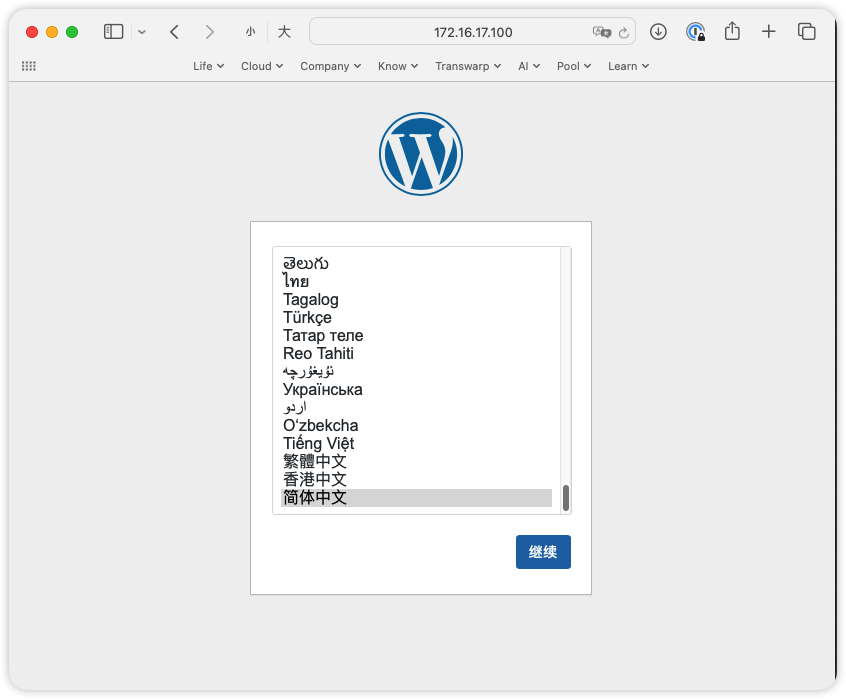 小 大 172.16.17.100
Life Cloud Company Know Transwarp AI Pool Learn
తెలుగు
ไทย
Tagalog
Türkçe
Татар теле
Reo Tahiti
ئۇيغۇرچە
Українська
اردو
O‘zbekcha
Tiếng Việt
繁體中文
香港中文
简体中文
继续